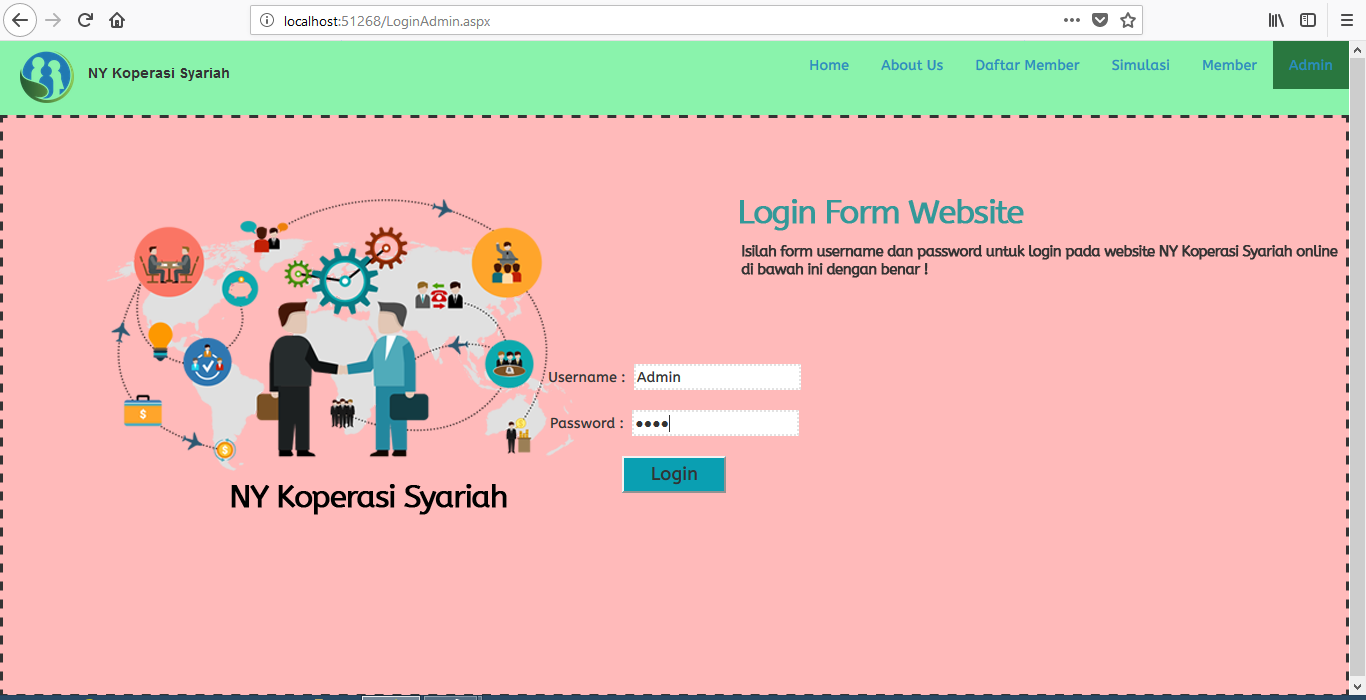 localhost:51268/LoginAdmin.aspx
NY Koperasi Syariah
Home About Us Daftar Member Simulasi Member Admin
Login Form Website
Isilah form username dan password untuk login pada website NY Koperasi Syariah online
di bawah ini dengan benar !
Username : Admin
Password : ●●●●
Login
NY Koperasi Syariah